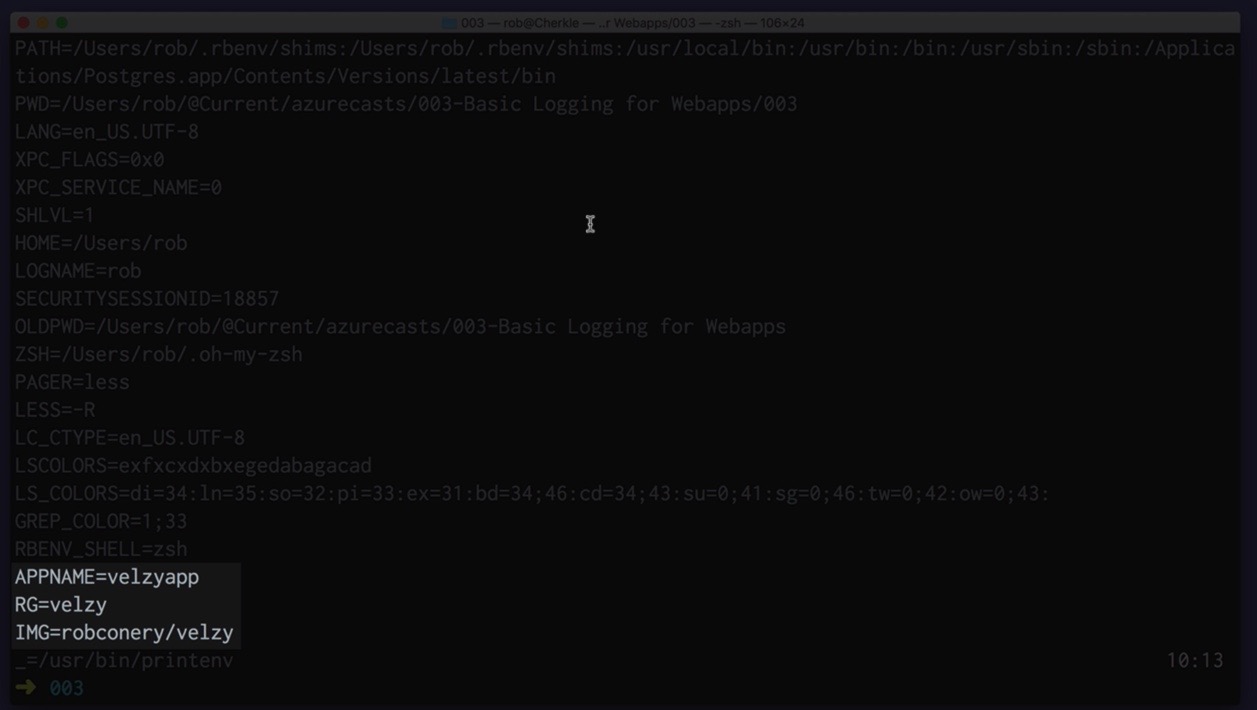 003 — rob@Cherkle — ..r Webapps/003 — -zsh — 106×24
PATH=/Users/rob/.rbenv/shims:/Users/rob/.rbenv/shims:/usr/local/bin:/usr/bin:/bin:/usr/sbin:/sbin:/Applica
tions/Postgres.app/Contents/Versions/latest/bin
PWD=/Users/rob/@Current/azurecasts/003-Basic Logging for Webapps/003
LANG=en_US.UTF-8
XPC_FLAGS=0x0
XPC_SERVICE_NAME=0
SHLVL=1
HOME=/Users/rob
LOGNAME=rob
SECURITYSESSIONID=18857
OLDPWD=/Users/rob/@Current/azurecasts/003-Basic Logging for Webapps
ZSH=/Users/rob/.oh-my-zsh
PAGER=less
LESS=-R
LC_CTYPE=en_US.UTF-8
LSCOLORS=exfxcxdxbxegedabagacad
LS_COLORS=di=34:ln=35:so=32:pi=33:ex=31:bd=34;46:cd=34;43:su=0;41:sg=0;46:tw=0;42:ow=0;43:
GREP_COLOR=1;33
RBENV_SHELL=zsh
APPNAME=velzyapp
RG=velzy
IMG=robconery/velzy
_=/usr/bin/printenv 10:13
➜ 003